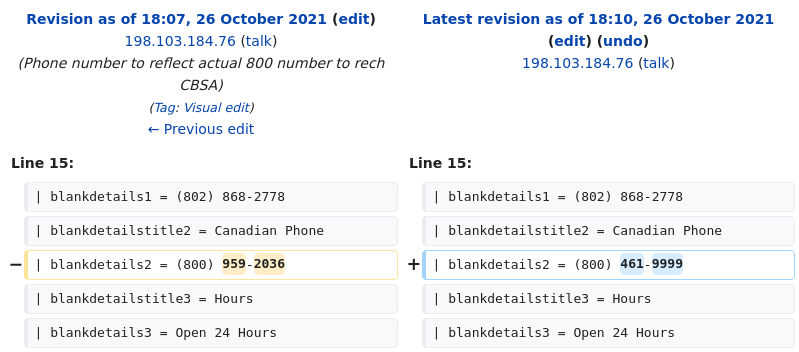 Revision as of 18:07, 26 October 2021 (edit)
198.103.184.76 (talk)
(Phone number to reflect actual 800 number to rech
CBSA)
(Tag: Visual edit)
← Previous edit
Latest revision as of 18:10, 26 October 2021
(edit) (undo)
198.103.184.76 (talk)
Line 15:
| blankdetails1 = (802) 868-2778
| blankdetailstitle2 = Canadian Phone
− | blankdetails2 = (800) 959-2036
| blankdetailstitle3 = Hours
| blankdetails3 = Open 24 Hours
Line 15:
| blankdetails1 = (802) 868-2778
| blankdetailstitle2 = Canadian Phone
+ | blankdetails2 = (800) 461-9999
| blankdetailstitle3 = Hours
| blankdetails3 = Open 24 Hours